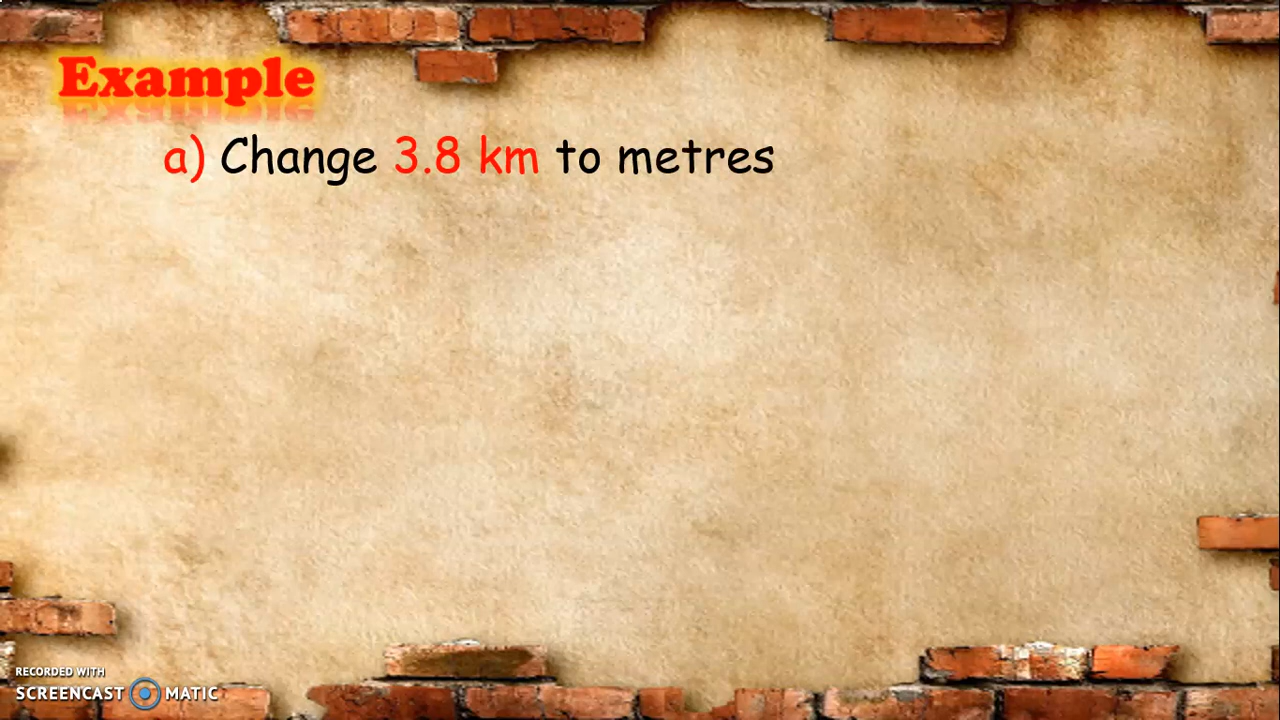 Example
a) Change 3.8 km to metres
RECORDED WITH
SCREENCAST MATIC